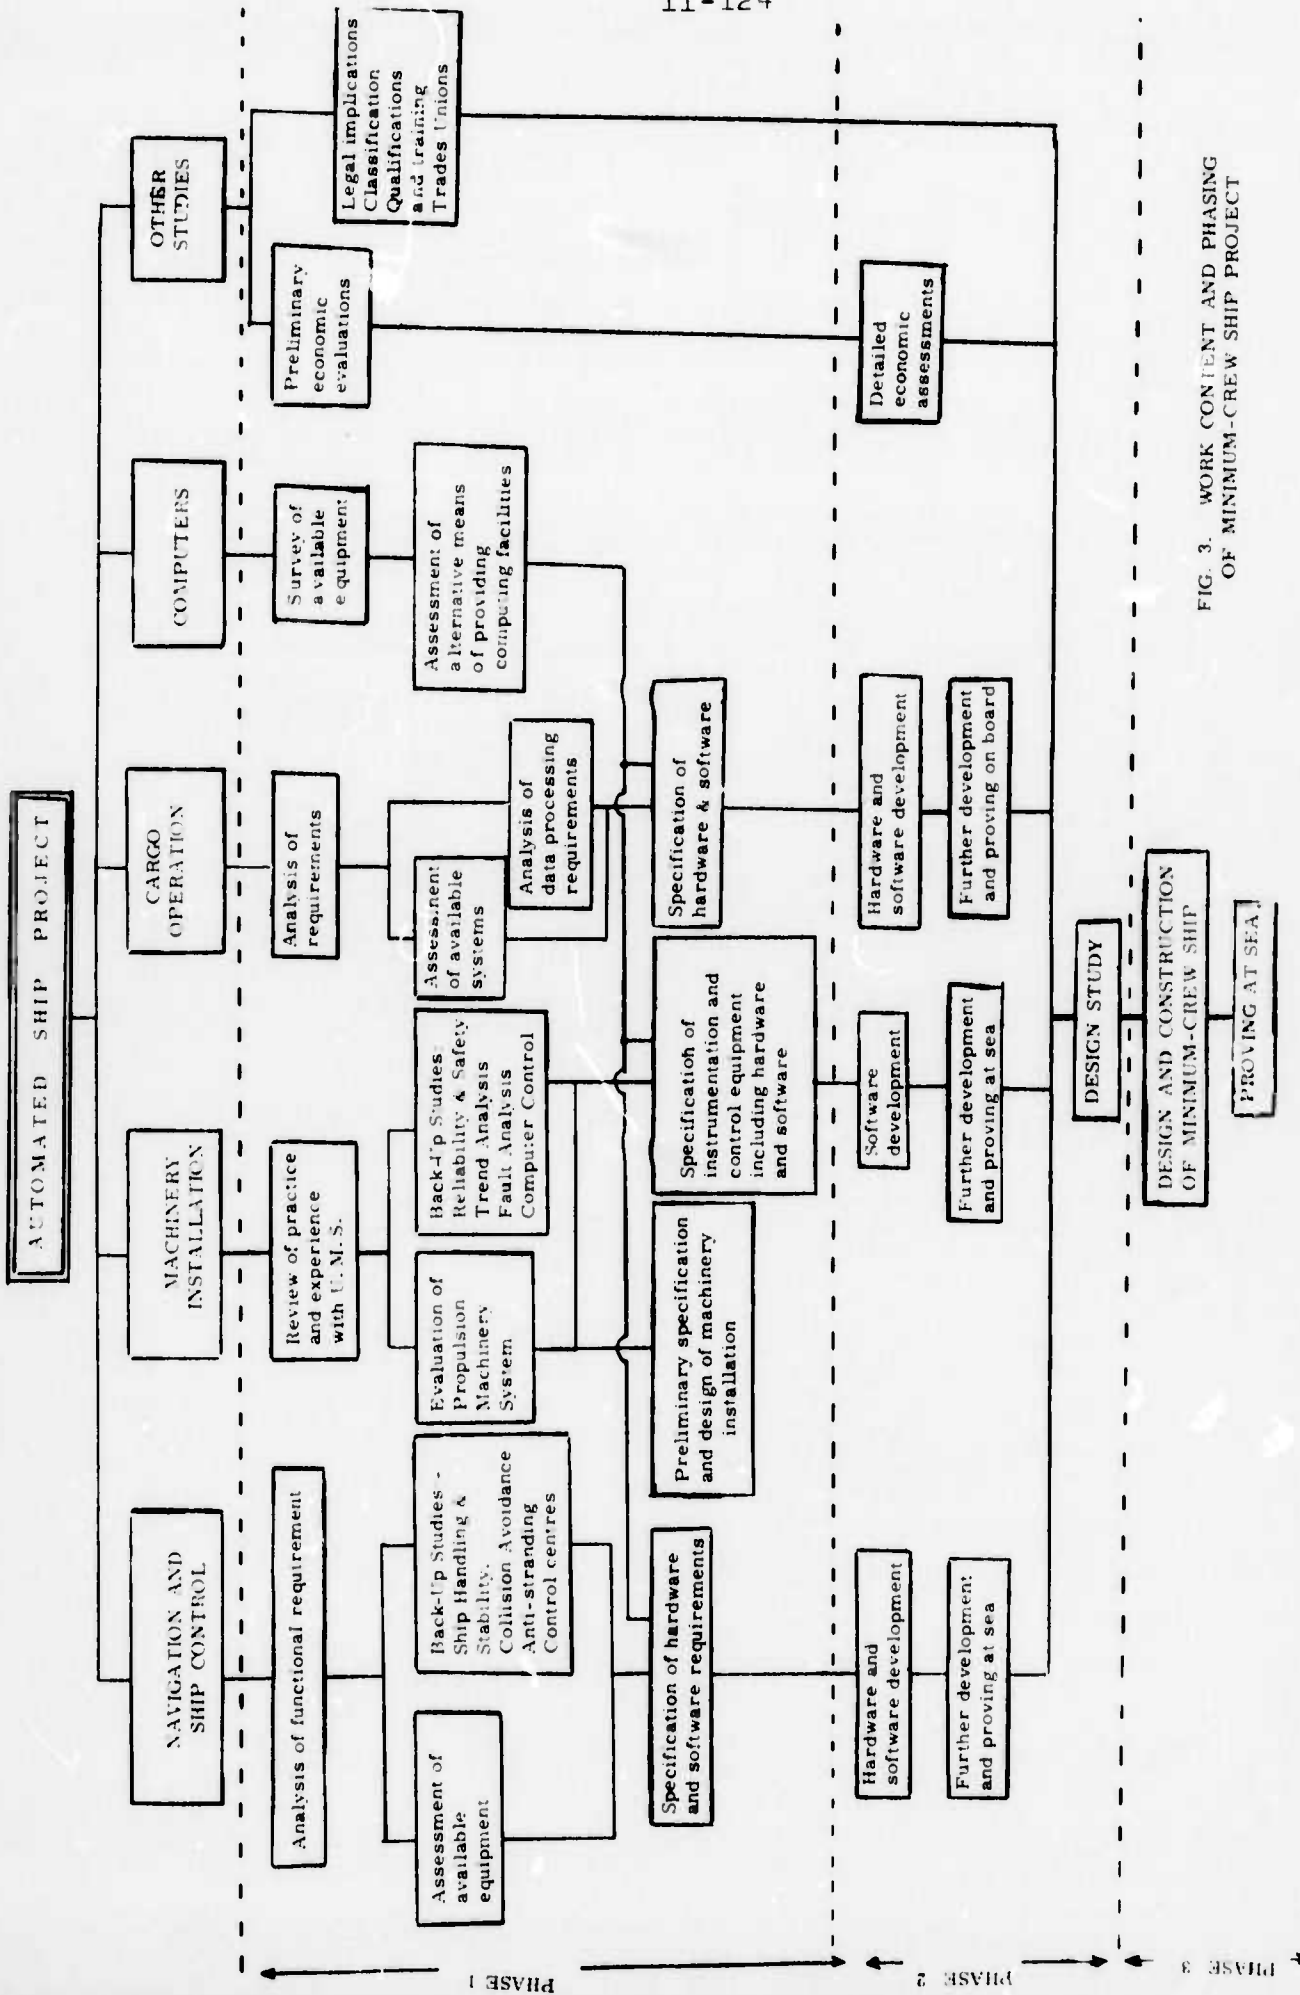 11-124
AUTOMATED SHIP PROJECT
NAVIGATION AND
SHIP CONTROL
MACHINERY
INSTALLATION
CARGO
OPERATION
COMPUTERS
OTHER
STUDIES
PHASE 1
Analysis of functional requirement
Review of practice
and experience
with U.M.S.
Analysis of
requirements
Survey of
available
equipment
Preliminary
economic
evaluations
Legal implications
Classification
Qualifications
and training
Trades Unions
Assessment of
available
equipment
Back-Up Studies -
Ship Handling &
Stability.
Collision Avoidance
Anti-stranding
Control centres
Evaluation of
Propulsion
Machinery
System
Back-Up Studies:
Reliability & Safety
Trend Analysis
Fault Analysis
Computer Control
Assessment
of available
systems
Analysis of
data processing
requirements
Assessment of
alternative means
of providing
computing facilities
Specification of hardware
and software requirements
Preliminary specification
and design of machinery
installation
Specification of
instrumentation and
control equipment
including hardware
and software
Specification of
hardware & software
PHASE 2
Hardware and
software development
Software
development
Hardware and
software development
Detailed
economic
assessments
Further development
and proving at sea
Further development
and proving at sea
Further development
and proving on board
DESIGN STUDY
PHASE 3
DESIGN AND CONSTRUCTION
OF MINIMUM-CREW SHIP
PROVING AT SEA
FIG. 3. WORK CONTENT AND PHASING
OF MINIMUM-CREW SHIP PROJECT